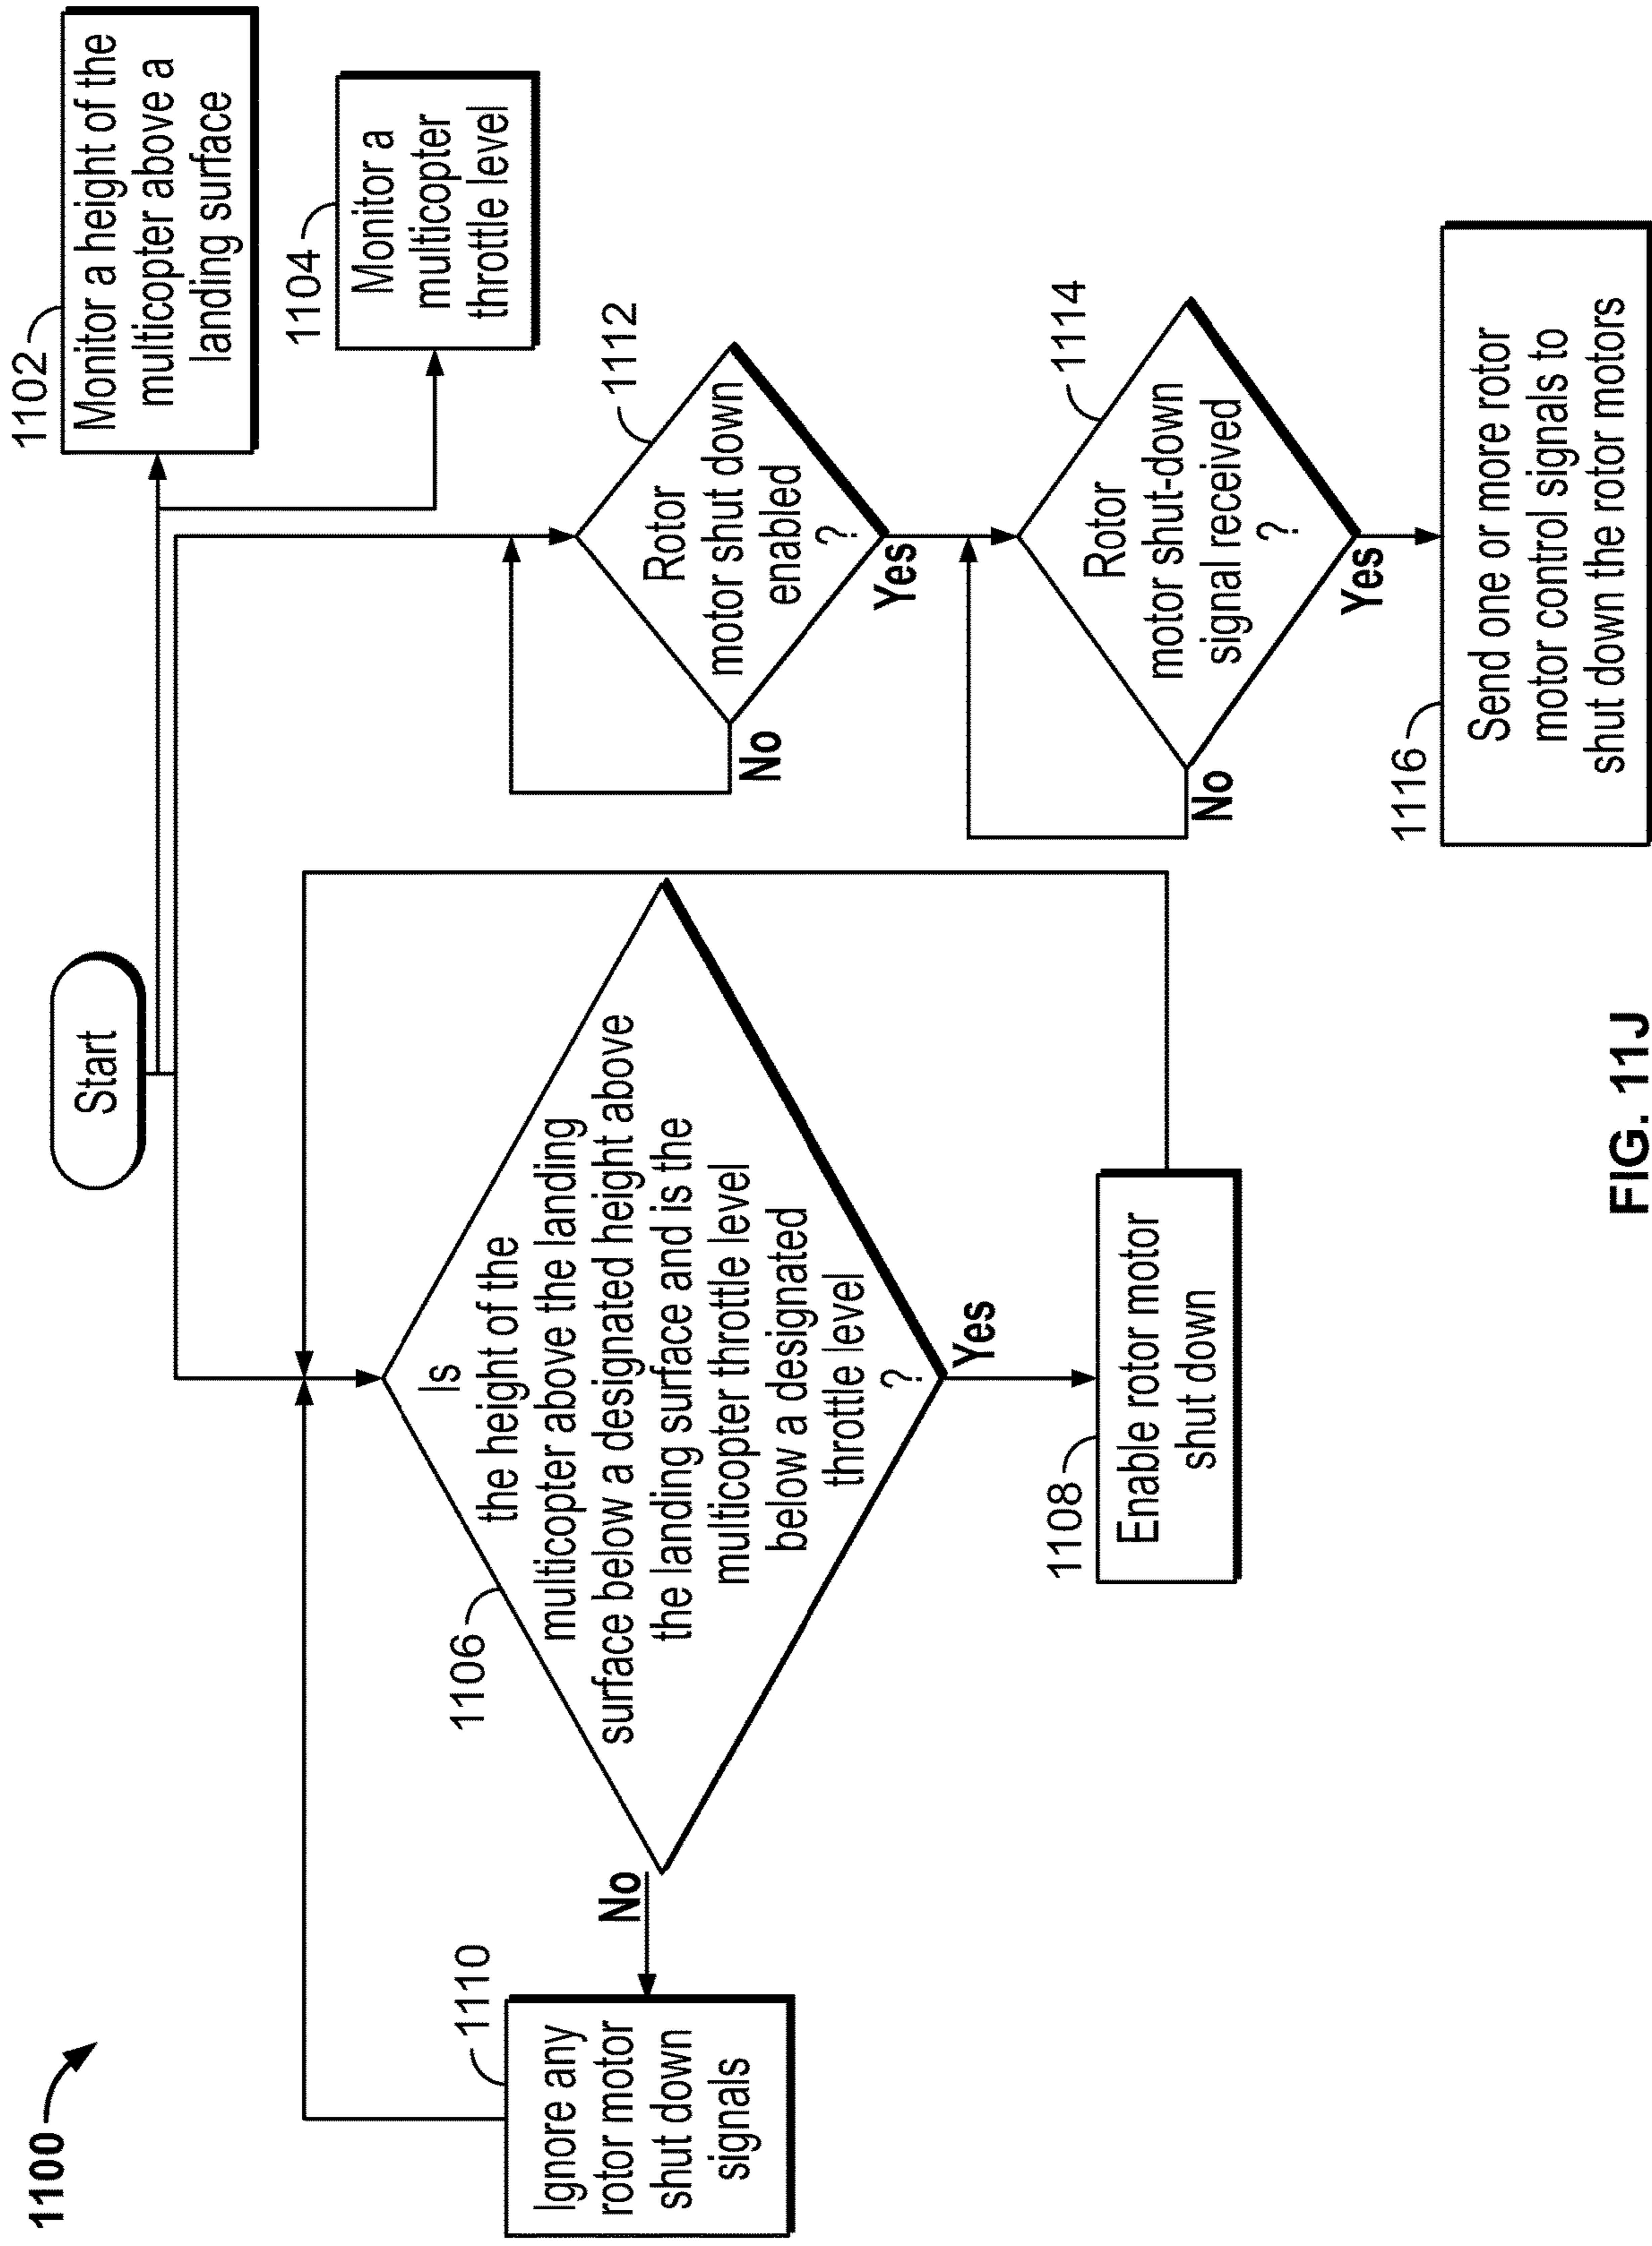 1100
Start
1102
Monitor a height of the
multicopter above a
landing surface
1104
Monitor a
multicopter
throttle level
1106
Is
the height of the
multicopter above the landing
surface below a designated height above
the landing surface and is the
multicopter throttle level
below a designated
throttle level
?
No
Yes
1110
Ignore any
rotor motor
shut down
signals
1108
Enable rotor motor
shut down
1112
Rotor
motor shut down
enabled
?
No
Yes
1114
Rotor
motor shut-down
signal received
?
No
Yes
1116
Send one or more rotor
motor control signals to
shut down the rotor motors
FIG. 11J